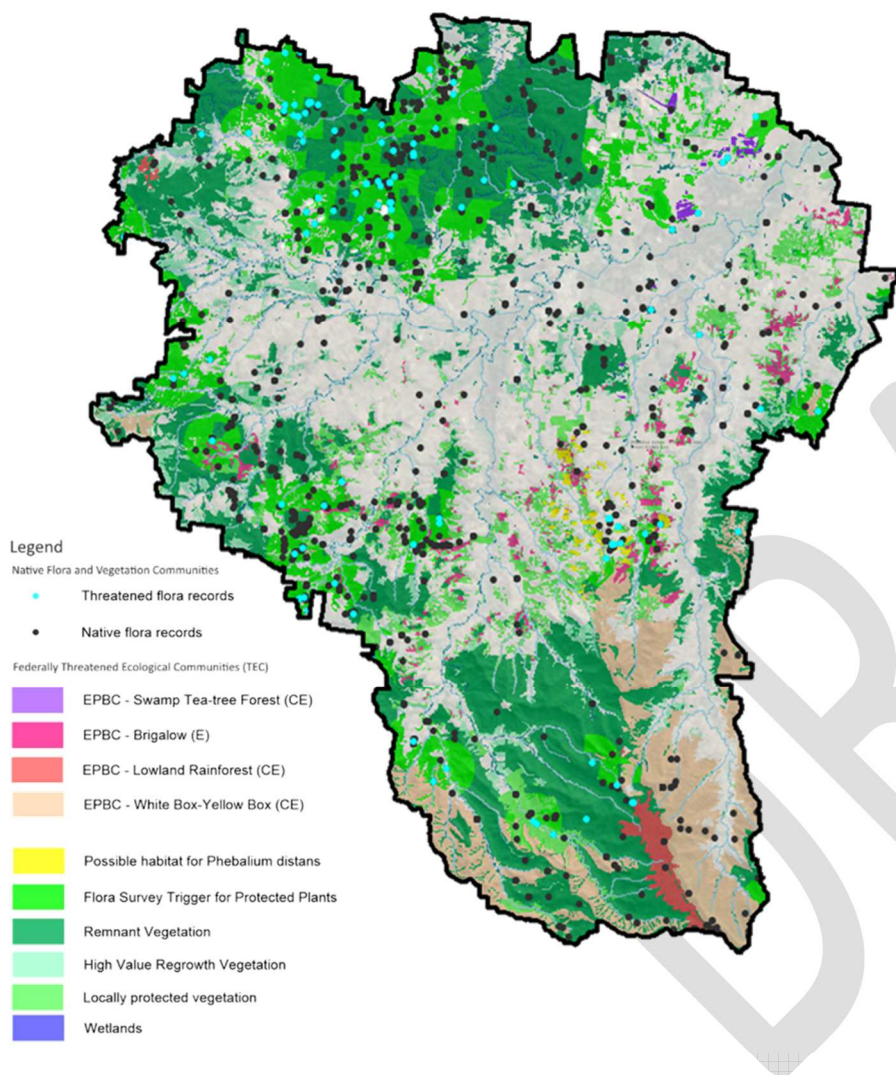 Legend
Native Flora and Vegetation Communities
Threatened flora records
Native flora records
Federally Threatened Ecological Communities (TEC)
EPBC - Swamp Tea-tree Forest (CE)
EPBC - Brigalow (E)
EPBC - Lowland Rainforest (CE)
EPBC - White Box-Yellow Box (CE)
Possible habitat for Phebalium distans
Flora Survey Trigger for Protected Plants
Remnant Vegetation
High Value Regrowth Vegetation
Locally protected vegetation
Wetlands